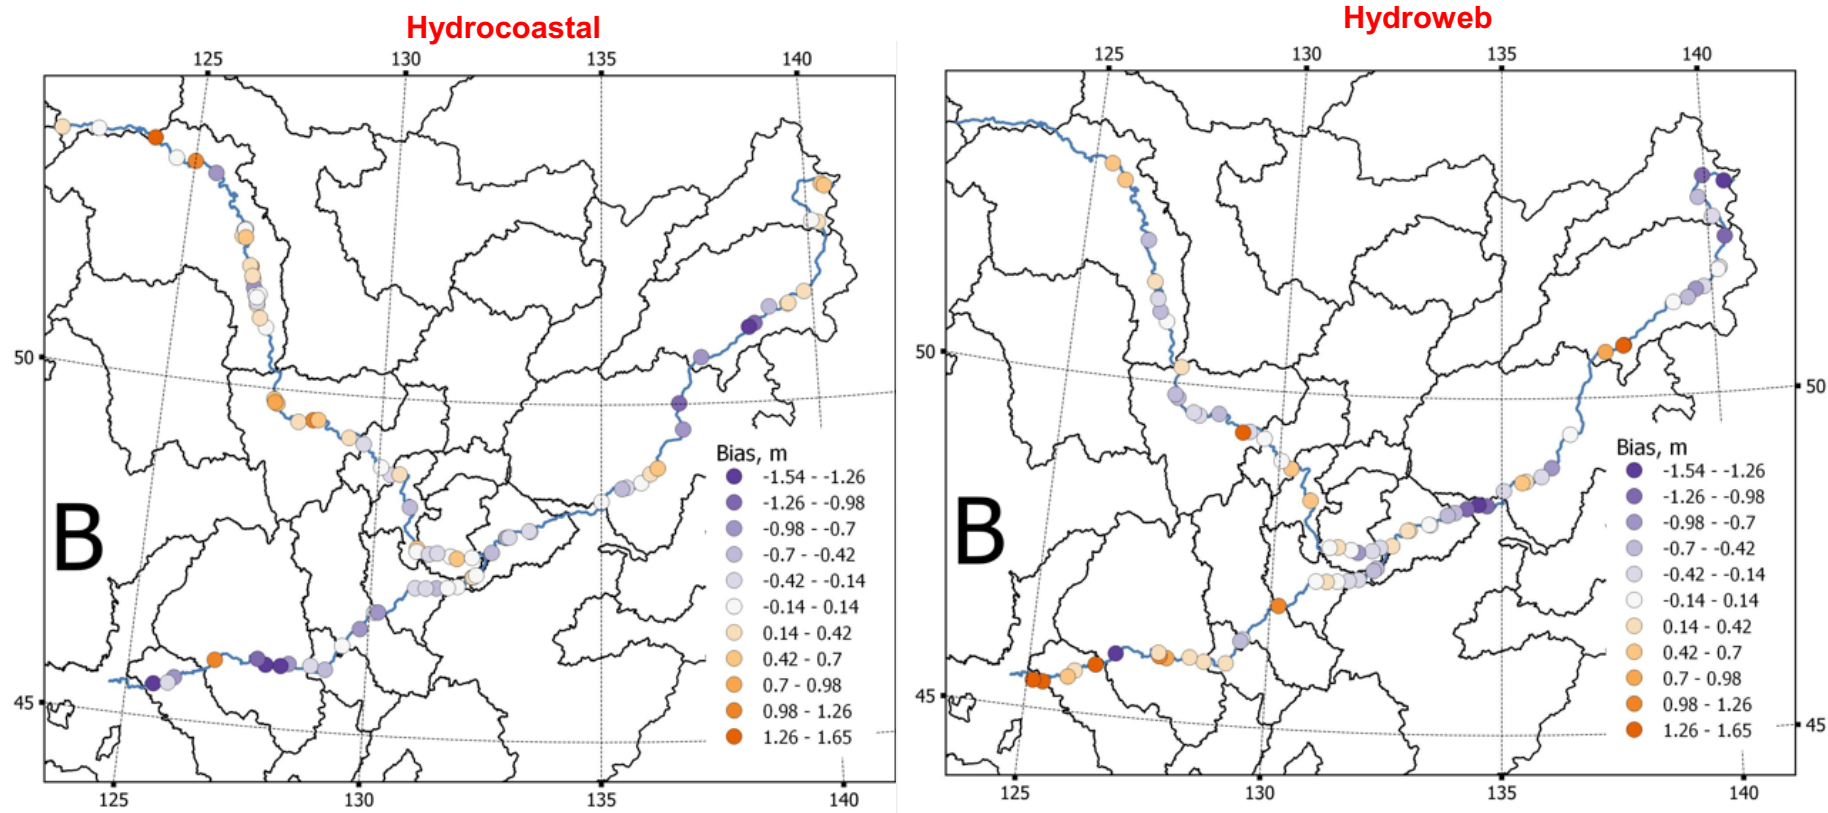 Hydrocoastal
125 130 135 140
50
45
B
Bias, m
-1.54 - -1.26
-1.26 - -0.98
-0.98 - -0.7
-0.7 - -0.42
-0.42 - -0.14
-0.14 - 0.14
0.14 - 0.42
0.42 - 0.7
0.7 - 0.98
0.98 - 1.26
1.26 - 1.65
125 130 135 140
Hydroweb
125 130 135 140
50 50
45 45
B
Bias, m
-1.54 - -1.26
-1.26 - -0.98
-0.98 - -0.7
-0.7 - -0.42
-0.42 - -0.14
-0.14 - 0.14
0.14 - 0.42
0.42 - 0.7
0.7 - 0.98
0.98 - 1.26
1.26 - 1.65
125 130 135 140